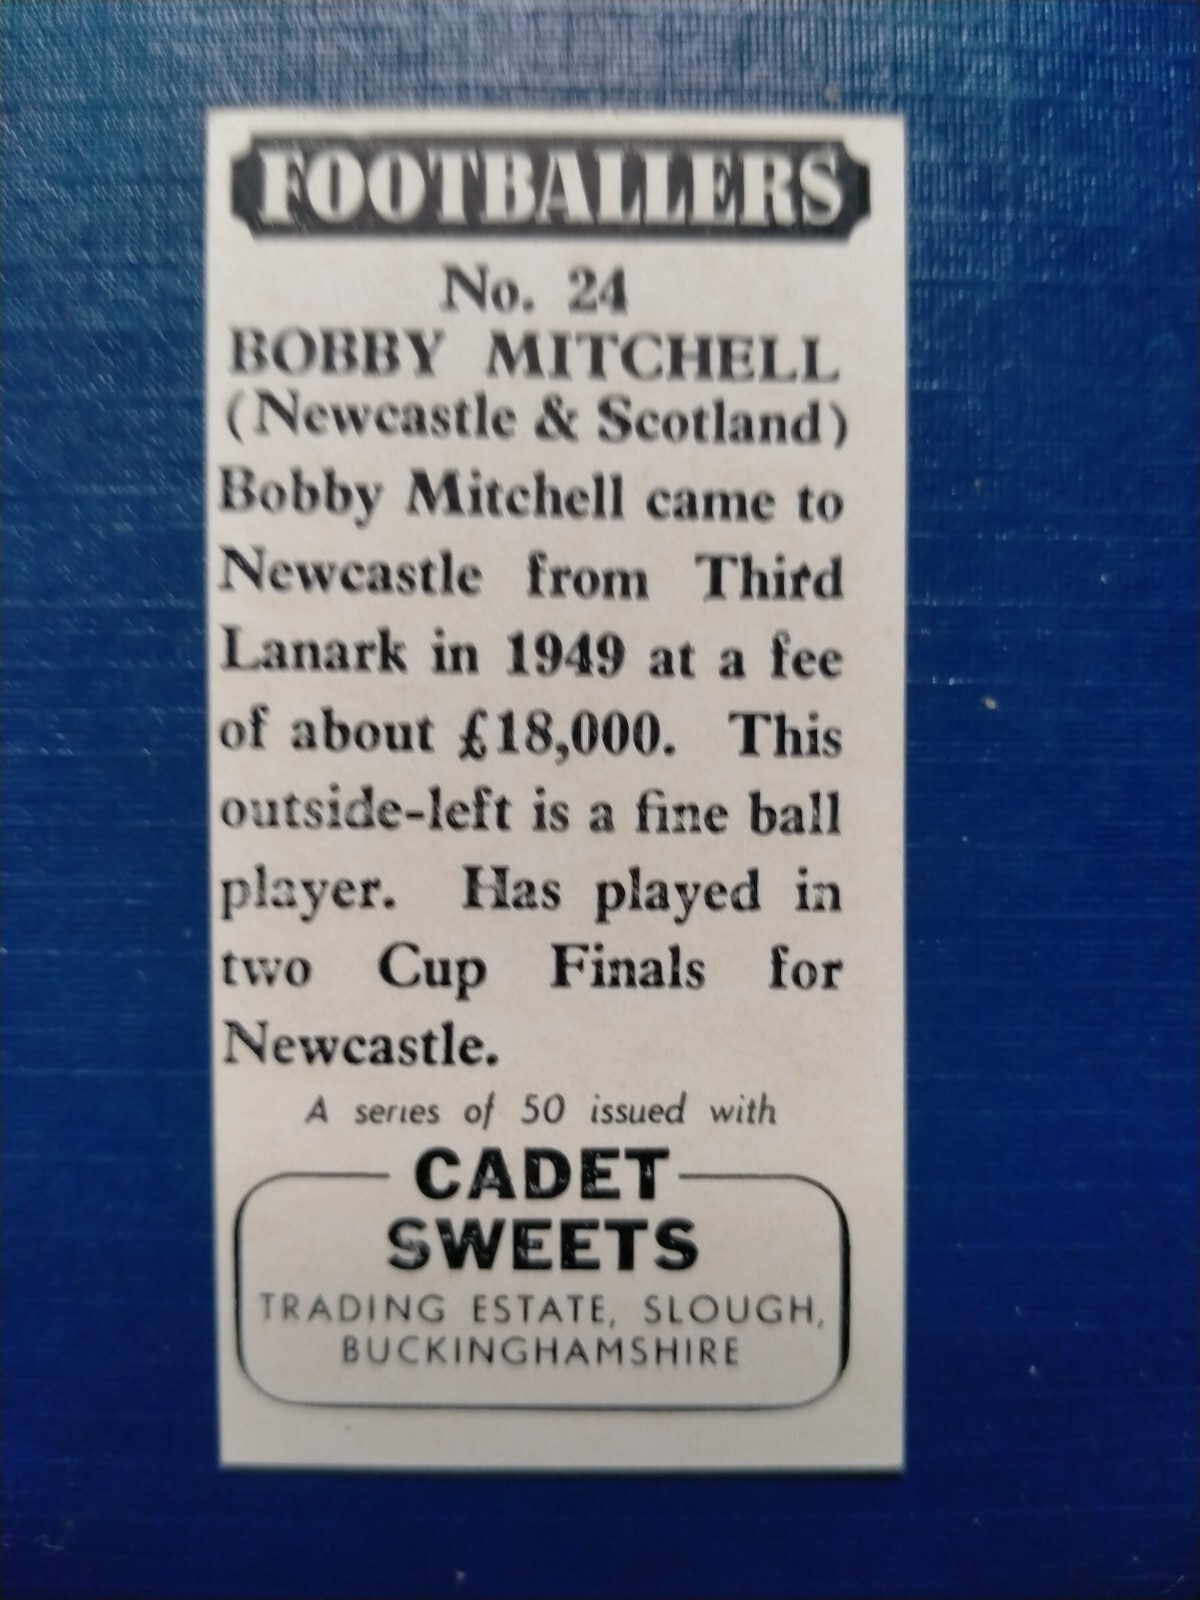 FOOTBALLERS
No. 24
BOBBY MITCHELL
(Newcastle & Scotland)
Bobby Mitchell came to
Newcastle from Third
Lanark in 1949 at a fee
of about £18,000. This
outside-left is a fine ball
player. Has played in
two Cup Finals for
Newcastle.
A series of 50 issued with
CADET
SWEETS
TRADING ESTATE, SLOUGH,
BUCKINGHAMSHIRE